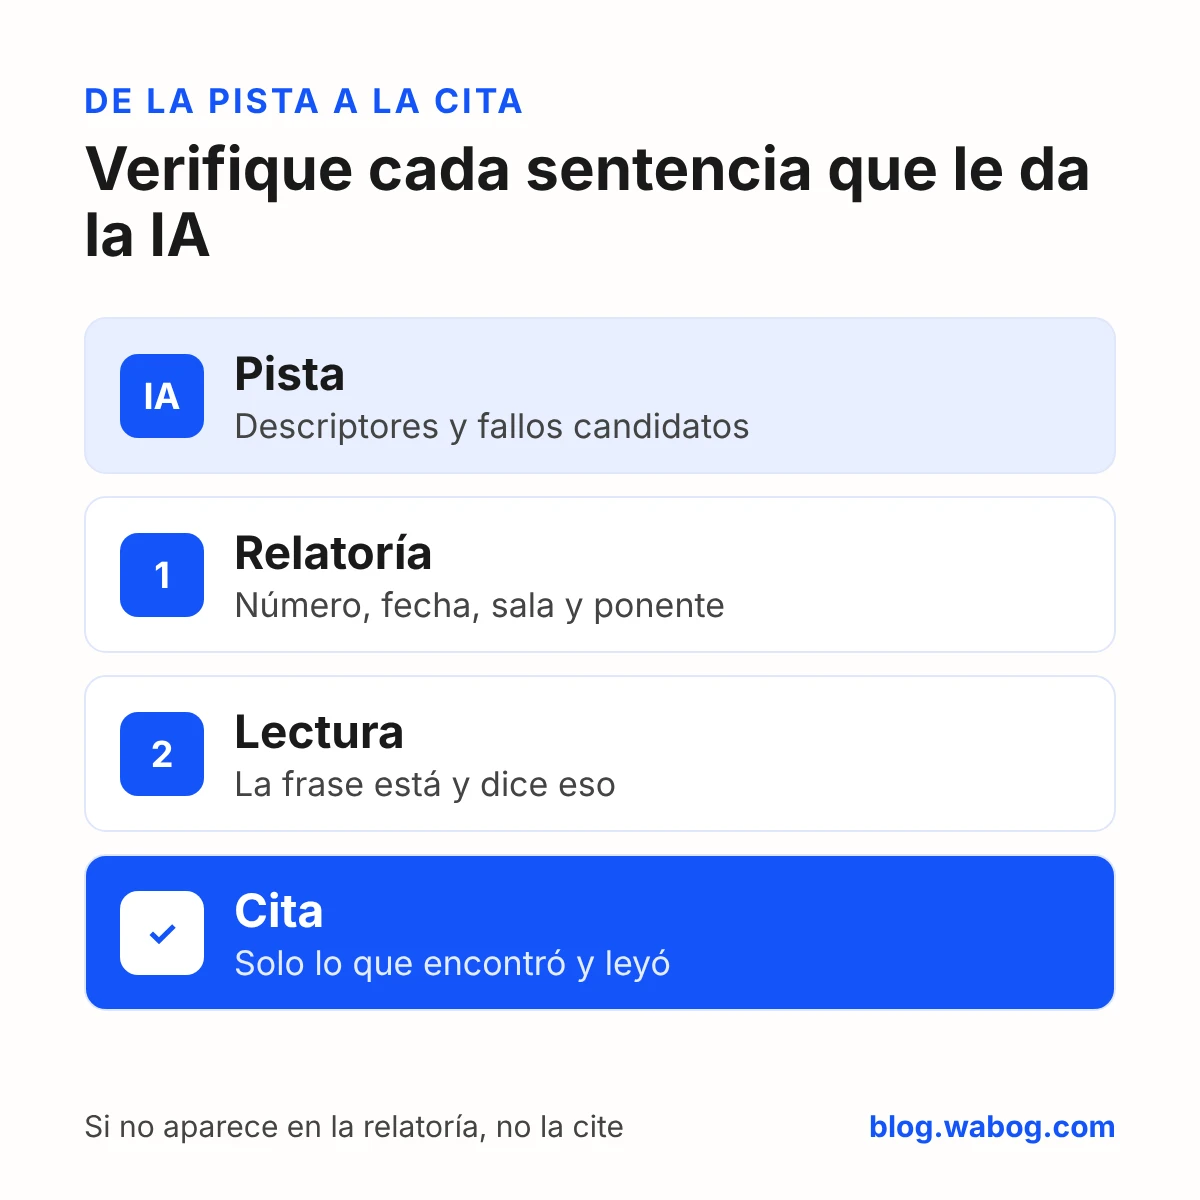 DE LA PISTA A LA CITA
Verifique cada sentencia que le da
la IA
IA
Pista
Descriptores y fallos candidatos
1
Relatoría
Número, fecha, sala y ponente
2
Lectura
La frase está y dice eso
Cita
Solo lo que encontró y leyó
Si no aparece en la relatoría, no la cite
blog.wabog.com